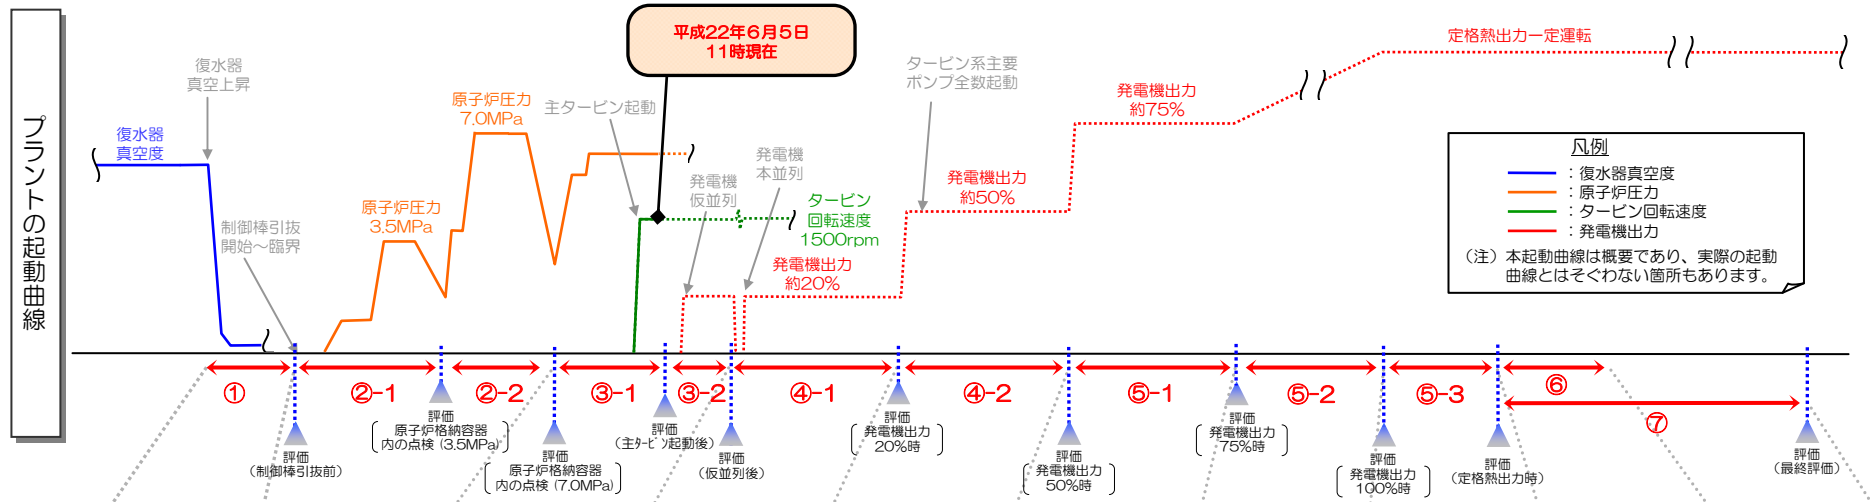 プラントの起動曲線
平成22年6月5日
11時現在
復水器
真空上昇
復水器
真空度
制御棒引抜
開始～臨界
原子炉圧力
3.5MPa
原子炉圧力
7.0MPa
主タービン起動
発電機
仮並列
発電機
本並列
タービン
回転速度
1500rpm
発電機出力
約20%
タービン系主要
ポンプ全数起動
発電機出力
約50%
発電機出力
約75%
定格熱出力一定運転
凡例
：復水器真空度
：原子炉圧力
：タービン回転速度
：発電機出力
（注）本起動曲線は概要であり、実際の起動
曲線とはそぐわない箇所もあります。
①
②-1
②-2
③-1
③-2
④-1
④-2
⑤-1
⑤-2
⑤-3
⑥
⑦
評価
（制御棒引抜前）
評価
原子炉格納容器
内の点検（3.5MPa）
評価
原子炉格納容器
内の点検（7.0MPa）
評価
（主ﾀｰﾋﾞﾝ起動後）
評価
（仮並列後）
評価
発電機出力
20%時
評価
発電機出力
50%時
評価
発電機出力
75%時
評価
発電機出力
100%時
評価
（定格熱出力時）
評価
（最終評価）